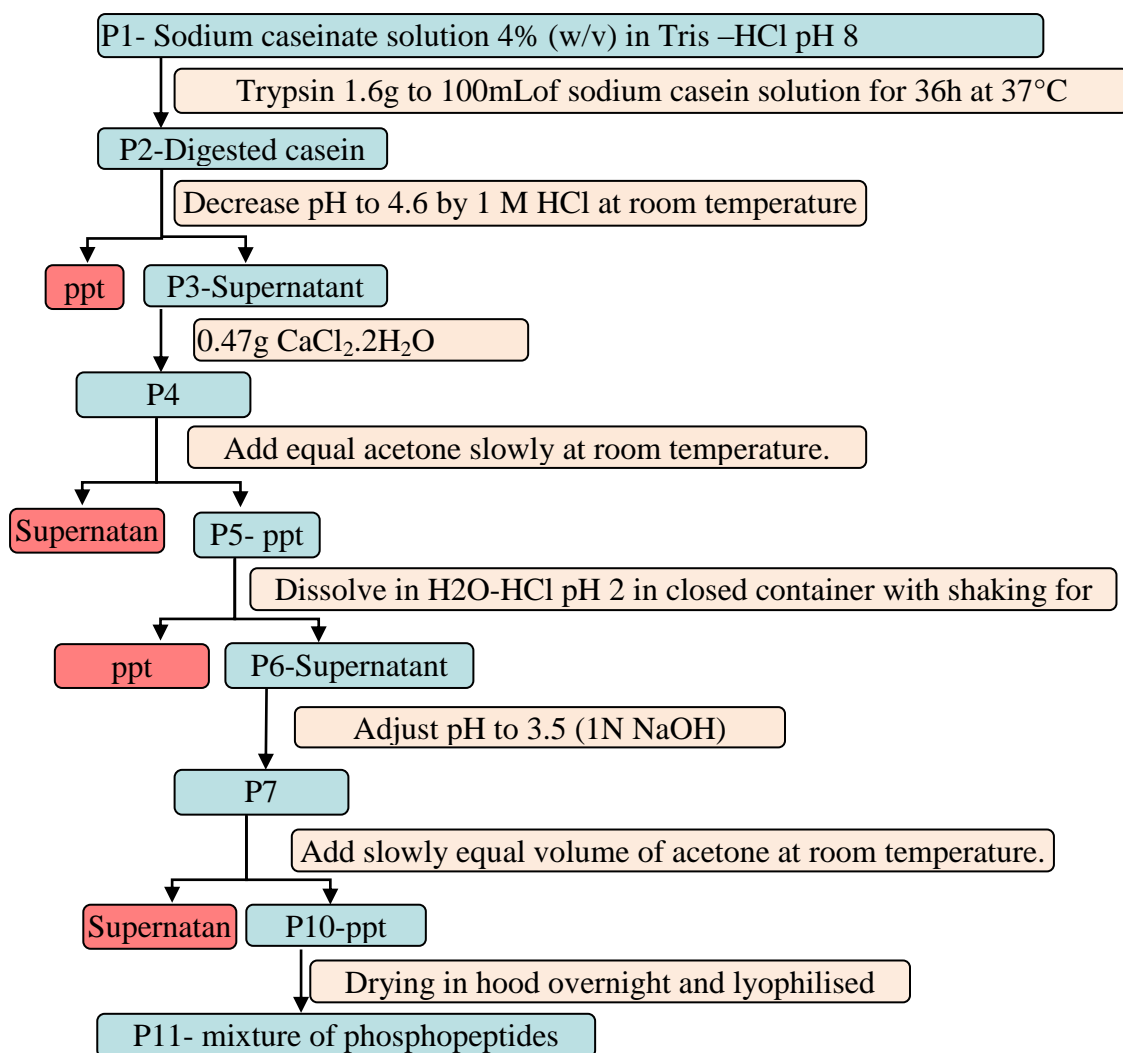 P1- Sodium caseinate solution 4% (w/v) in Tris –HCl pH 8
Trypsin 1.6g to 100mLof sodium casein solution for 36h at 37°C
P2-Digested casein
Decrease pH to 4.6 by 1 M HCl at room temperature
ppt
P3-Supernatant
0.47g CaCl₂.2H₂O
P4
Add equal acetone slowly at room temperature.
Supernatan
P5- ppt
Dissolve in H2O-HCl pH 2 in closed container with shaking for
ppt
P6-Supernatant
Adjust pH to 3.5 (1N NaOH)
P7
Add slowly equal volume of acetone at room temperature.
Supernatan
P10-ppt
Drying in hood overnight and lyophilised
P11- mixture of phosphopeptides